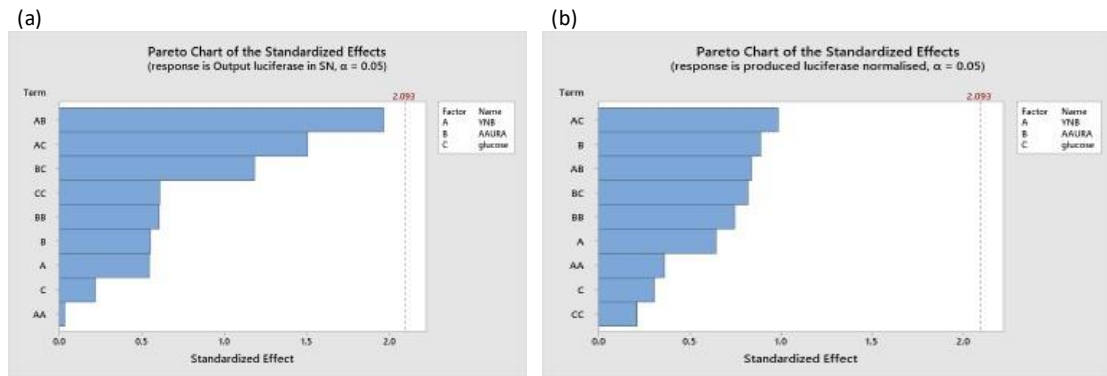 (a)
Pareto Chart of the Standardized Effects
(response is Output luciferase in SN, α = 0.05)
Term
2.093
Factor Name
A YNB
B AAURA
C glucose
AB
AC
BC
CC
BB
B
A
C
AA
0.0 0.5 1.0 1.5 2.0
Standardized Effect
(b)
Pareto Chart of the Standardized Effects
(response is produced luciferase normalised, α = 0.05)
Term
2.093
Factor Name
A YNB
B AAURA
C glucose
AC
B
AB
BC
BB
A
AA
C
CC
0.0 0.5 1.0 1.5 2.0
Standardized Effect